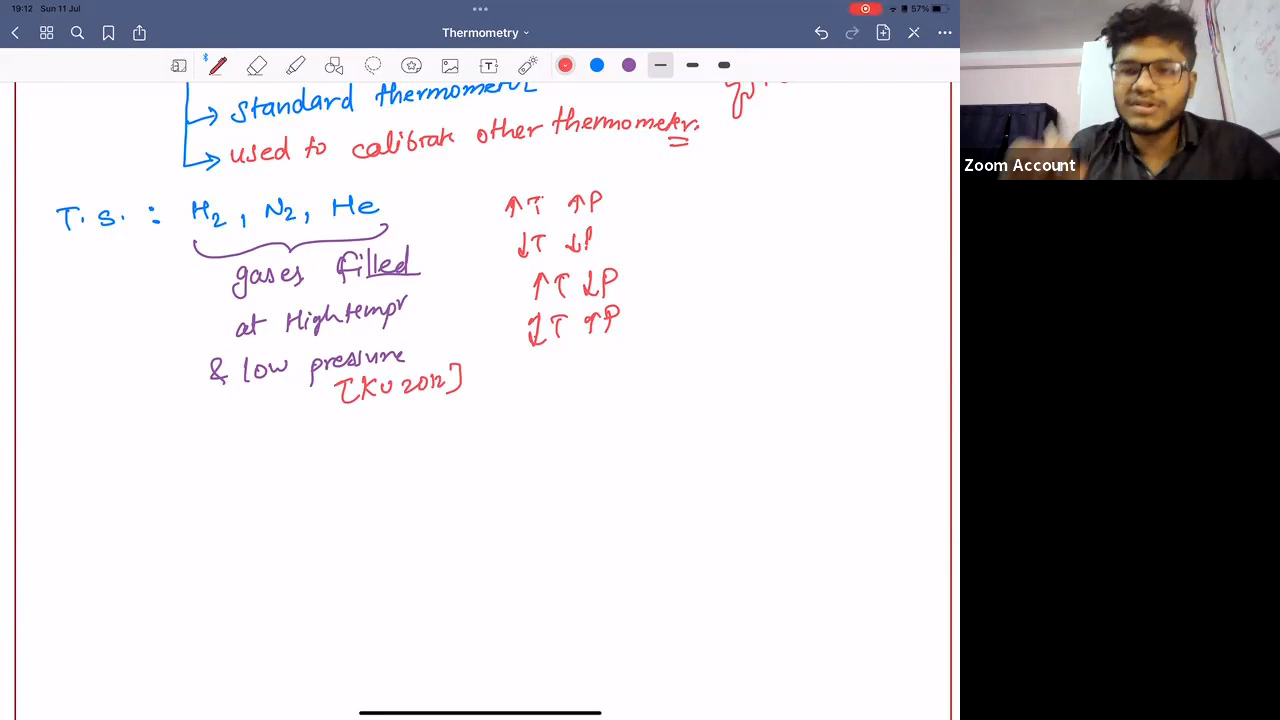 19:12 Sun 11 Jul
57%
Thermometry
→ standard thermometer
→ used to calibrate other thermometer.
T. S. : H2, N2, He
gases filled
at High tempr
& low pressure
[KU 2012]
↑T ↑P
↓T ↓P
↑T ↓P
↓T ↑P
Zoom Account